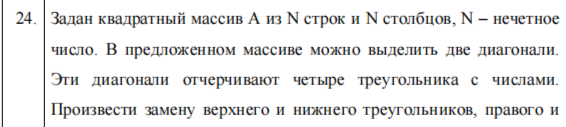 24. Задан квадратный массив А из N строк и N столбцов, N – нечетное
число. В предложенном массиве можно выделить две диагонали.
Эти диагонали отчерчивают четыре треугольника с числами.
Произвести замену верхнего и нижнего треугольников, правого и